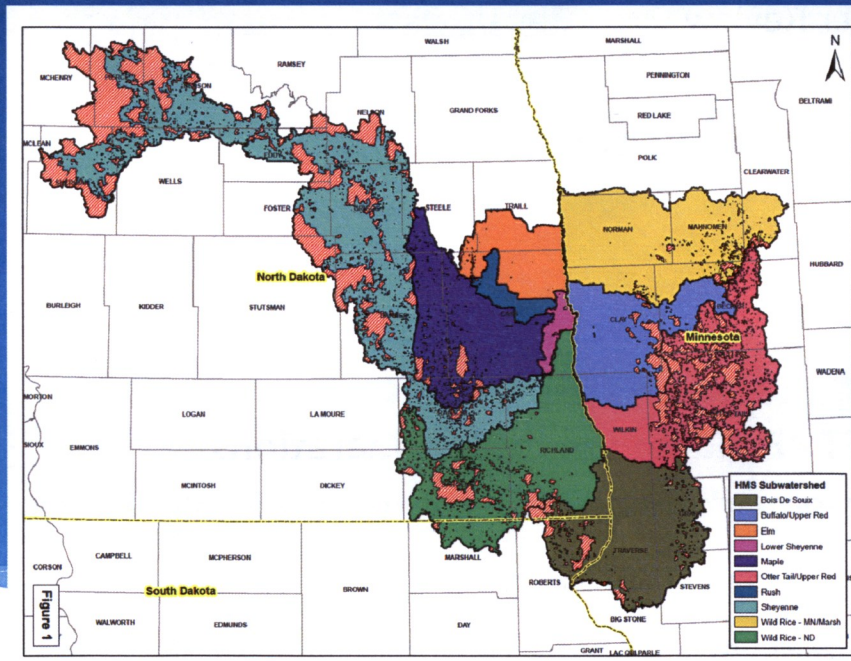 WALSH
MARSHALL
N
MCHENRY
RAMSEY
PENNINGTON
BELTRAMI
NELSON
GRAND FORKS
RED LAKE
MCLEAN
POLK
WELLS
CLEARWATER
FOSTER
STEELE
TRAILL
NORMAN
MAHNOMEN
HUBBARD
North Dakota
BURLEIGH
KIDDER
STUTSMAN
CLAY
Minnesota
WADENA
MORTON
LOGAN
LA MOURE
WILKIN
SIOUX
EMMONS
RICHLAND
MCINTOSH
DICKEY
HMS Subwatershed
Bois De Souix
Buffalo/Upper Red
Elm
Lower Sheyenne
Maple
Otter Tail/Upper Red
Rush
Sheyenne
Wild Rice - MN/Marsh
Wild Rice - ND
CORSON
CAMPBELL
MCPHERSON
MARSHALL
TRAVERSE
ROBERTS
STEVENS
South Dakota
BROWN
BIG STONE
WALWORTH
EDMUNDS
DAY
GRANT
LAC QUI PARLE
Figure 1